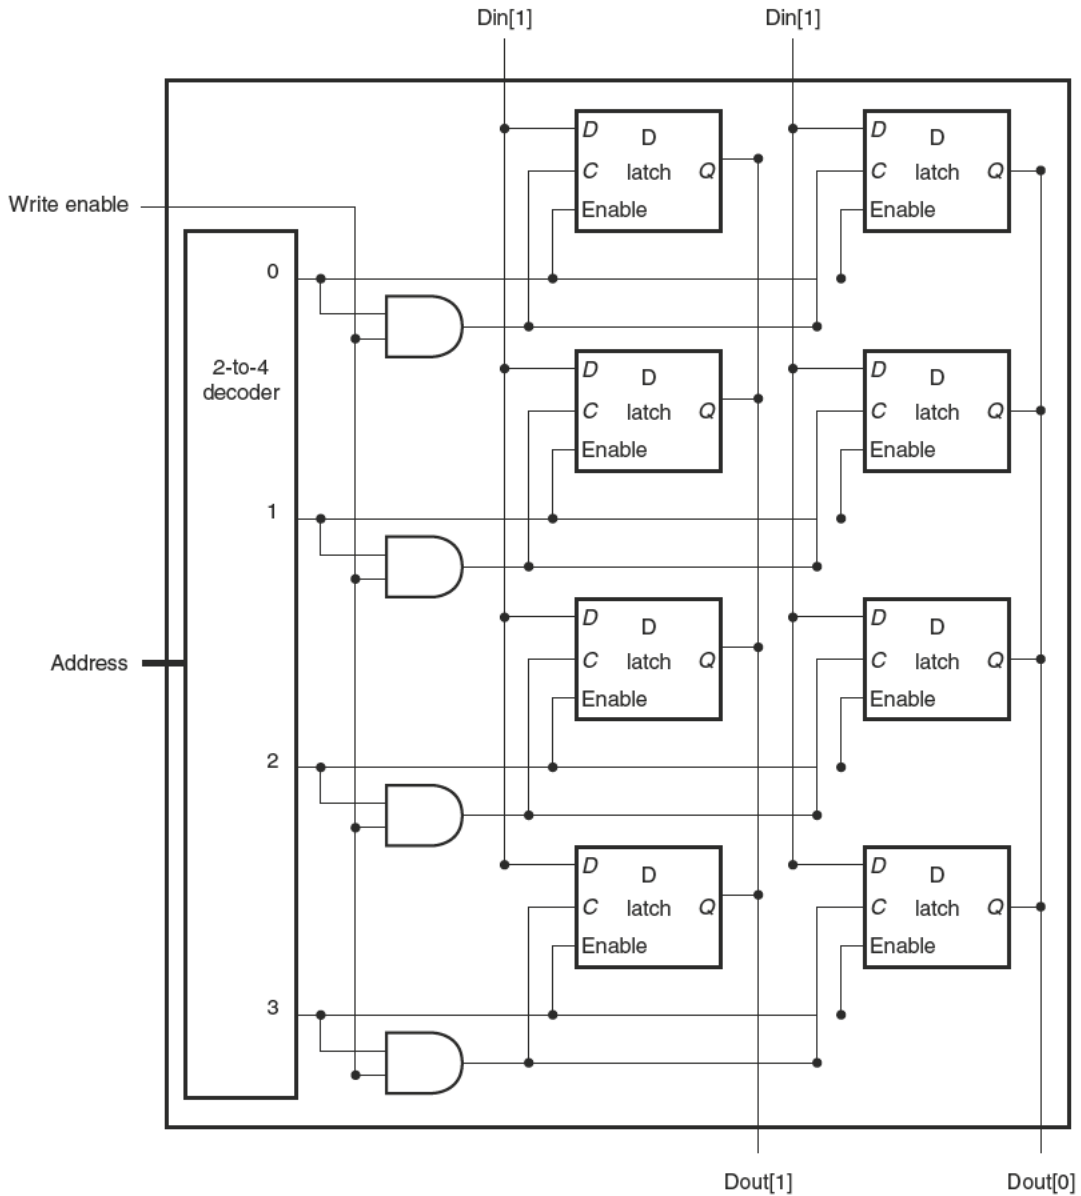 Din[1] Din[1]
D D
D D
C latch Q C latch Q
Enable Enable
Write enable
0
2-to-4
decoder
D D
D D
C latch Q C latch Q
Enable Enable
1
D D
D D
C latch Q C latch Q
Enable Enable
Address
2
D D
D D
C latch Q C latch Q
Enable Enable
3
Dout[1] Dout[0]